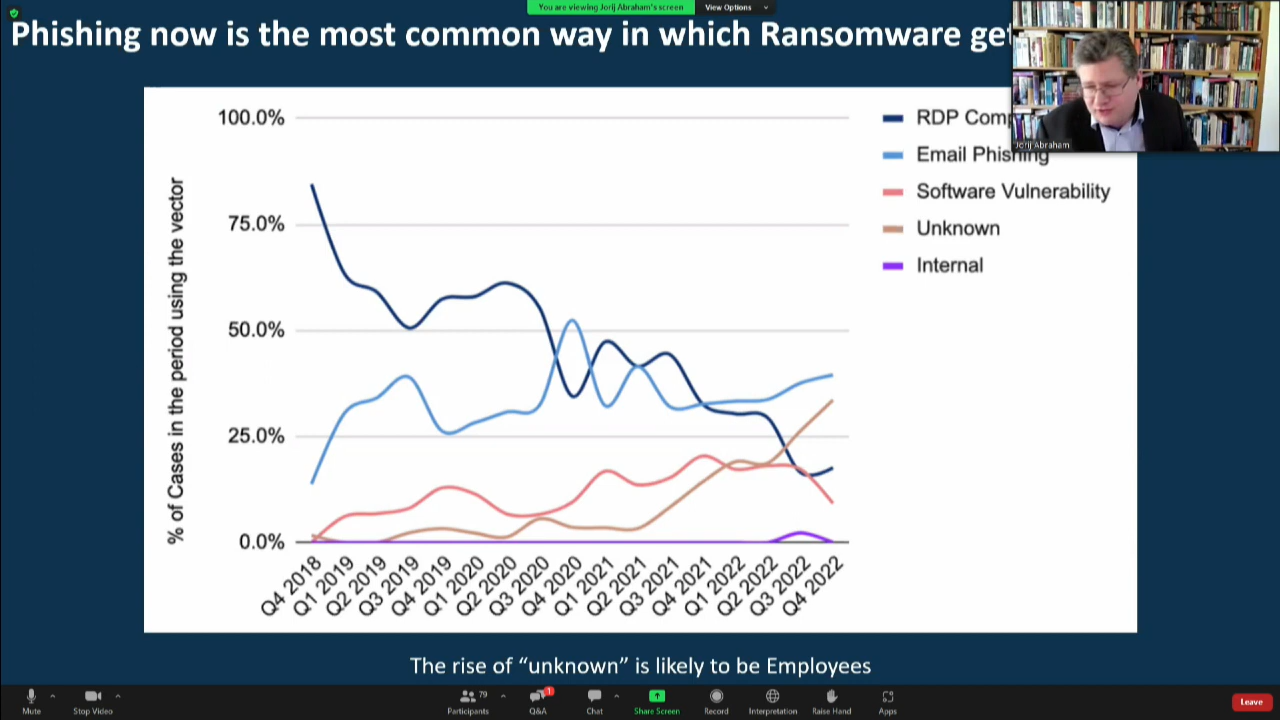 You are viewing Jorij Abraham's screen
View Options
Phishing now is the most common way in which Ransomware
Jorij Abraham
% of Cases in the period using the vector
100.0%
75.0%
50.0%
25.0%
0.0%
RDP
Email Phishing
Software Vulnerability
Unknown
Internal
Q4 2018
Q1 2019
Q2 2019
Q3 2019
Q4 2019
Q1 2020
Q2 2020
Q3 2020
Q4 2020
Q1 2021
Q2 2021
Q3 2021
Q4 2021
Q1 2022
Q2 2022
Q3 2022
Q4 2022
The rise of “unknown” is likely to be Employees
Mute
Stop Video
79
Participants
1
Q&A
Chat
Share Screen
Record
Interpretation
Raise Hand
Apps
Leave